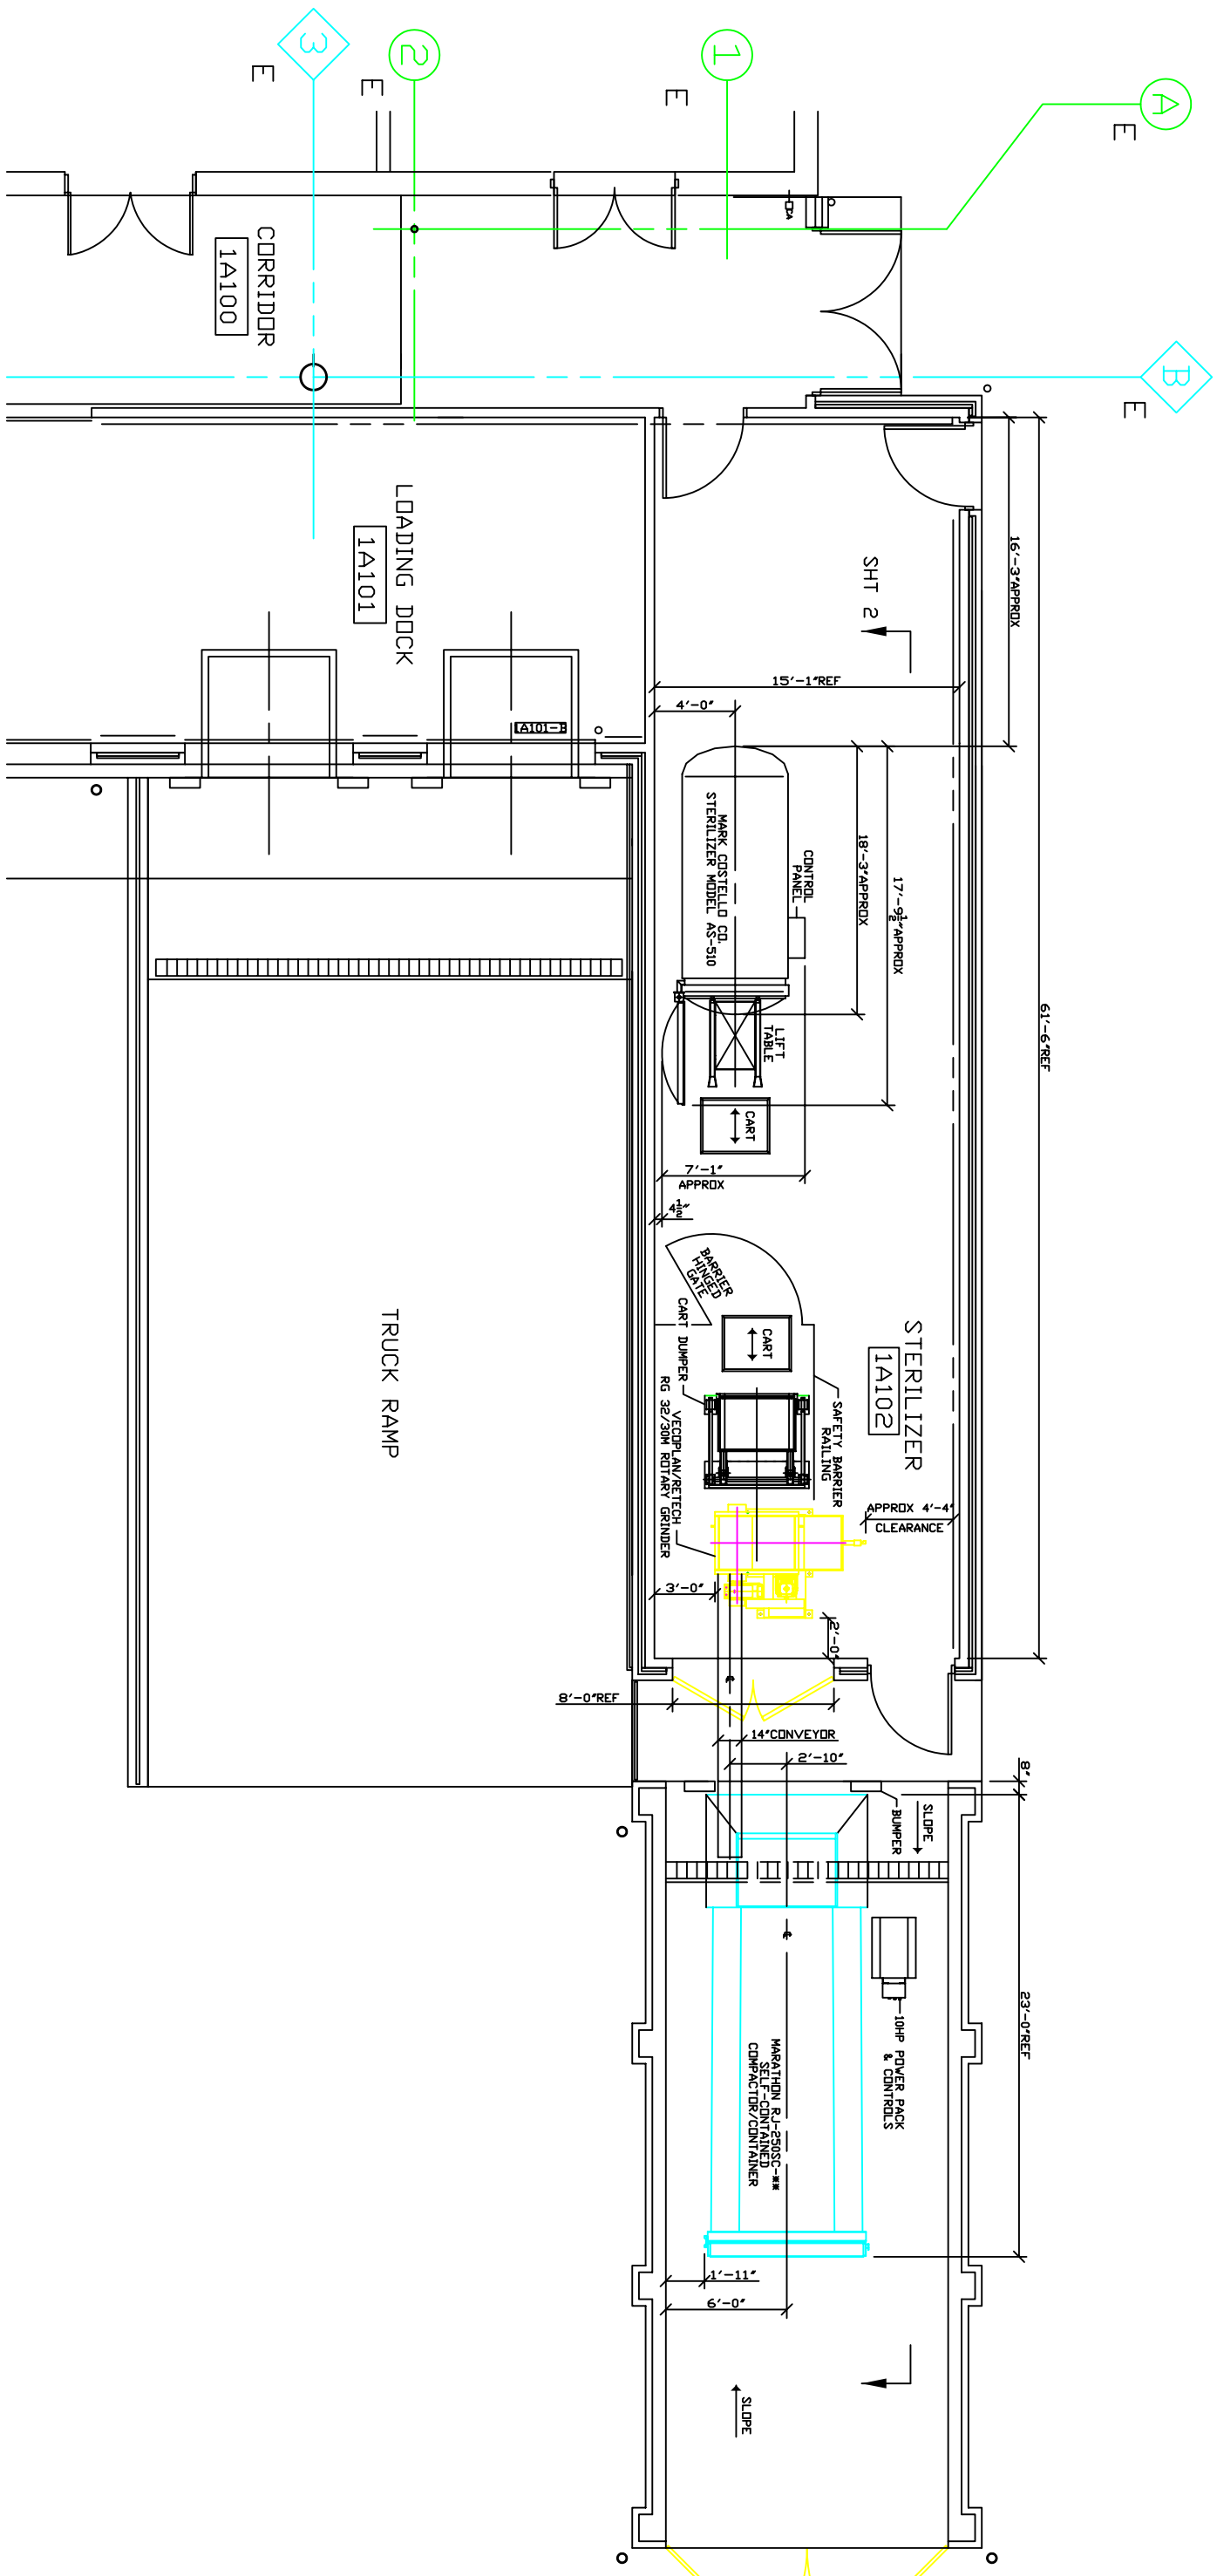 A
E
B
E
1
E
2
E
3
E
CORRIDOR
1A100
LOADING DOCK
1A101
1A101-1
SHT 2
16'-3"APPROX
61'-6"REF
15'-1"REF
4'-0"
MARK COSTELLO CO.
STERILIZER MODEL AS-510
CONTROL
PANEL
18'-3"APPROX
17'-9½"APPROX
LIFT
TABLE
CART
7'-1"
APPROX
4½"
BARRIER
HINGED
GATE
CART
CART DUMPER
VECOPLAN/RETECH
RG 32/30M ROTARY GRINDER
SAFETY BARRIER
RAILING
STERILIZER
1A102
APPROX 4'-4"
CLEARANCE
3'-0"
2'-0"
TRUCK RAMP
8'-0"REF
14"CONVEYOR
2'-10"
8"
BUMPER
SLOPE
23'-0"REF
10HP POWER PACK
& CONTROLS
MARATHON RJ-250SC-**
SELF-CONTAINED
COMPACTOR/CONTAINER
1'-11"
6'-0"
SLOPE